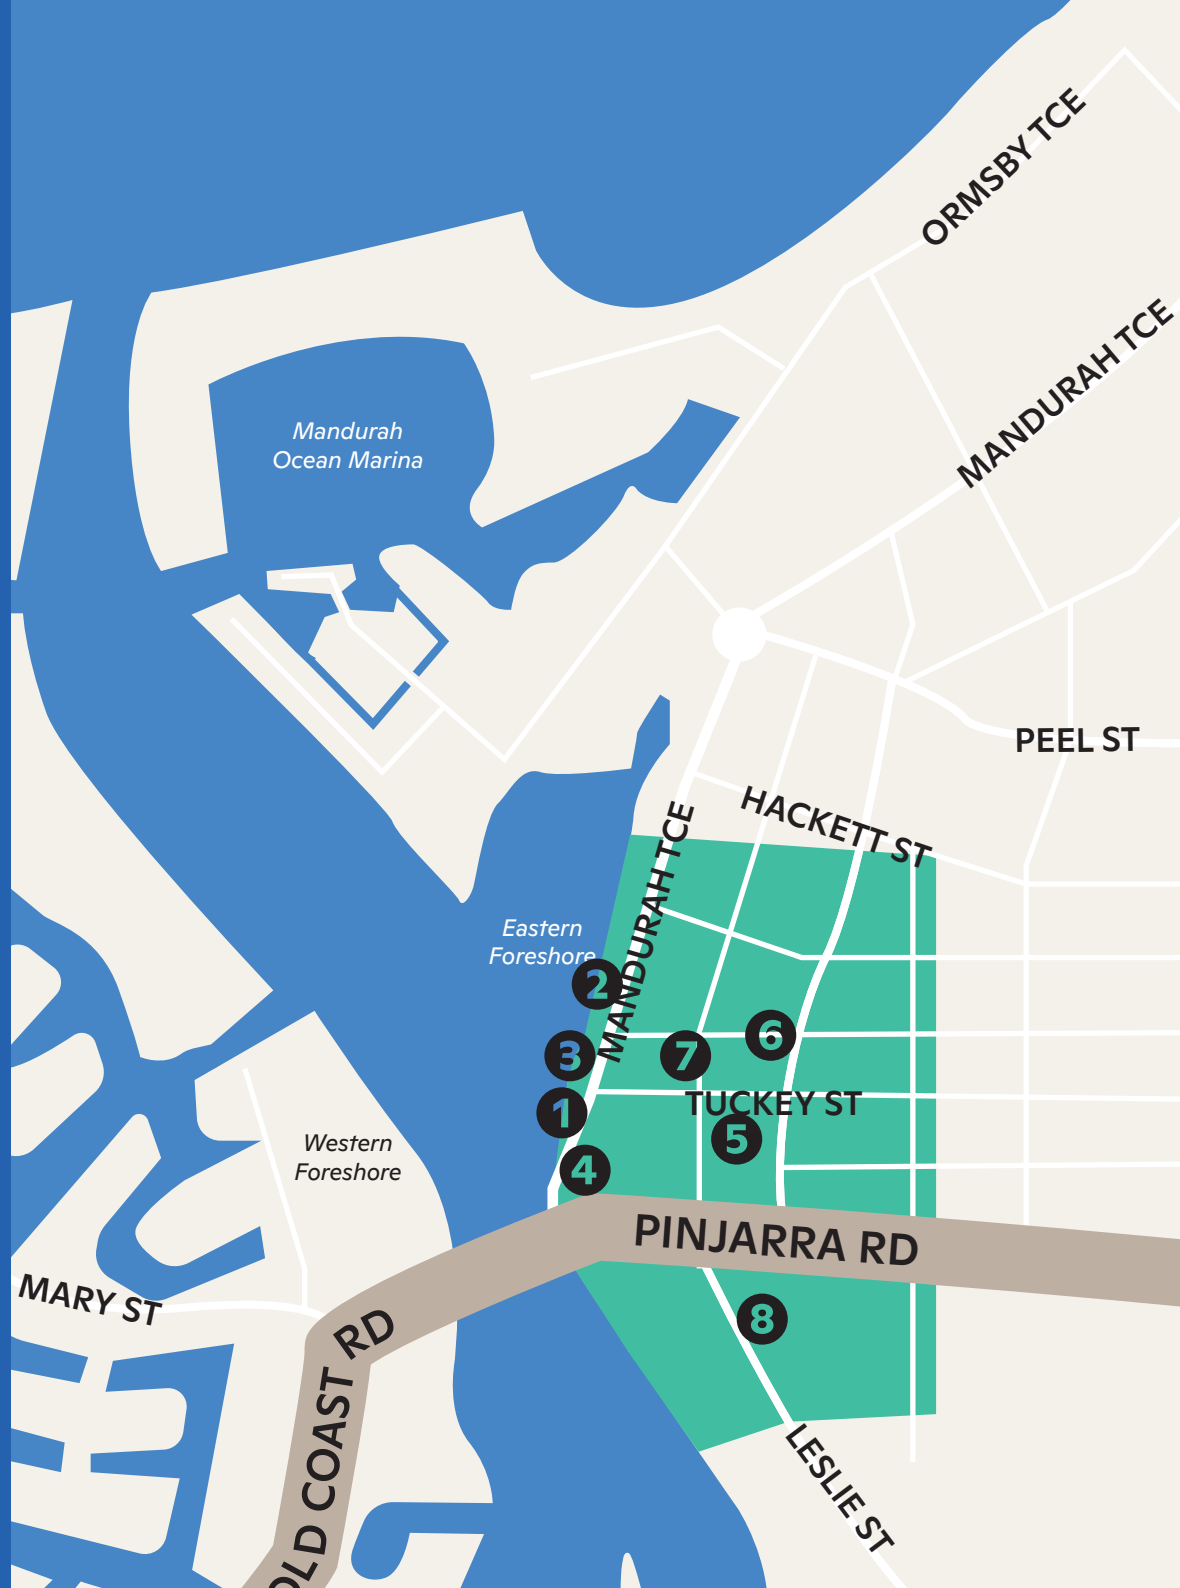 ORMSBY TCE
MANDURAH TCE
Mandurah
Ocean Marina
PEEL ST
HACKETT ST
MANDURAH TCE
Eastern
Foreshore
2
6
3
7
TUCKEY ST
1
5
4
Western
Foreshore
PINJARRA RD
MARY ST
8
OLD COAST RD
LESLIE ST